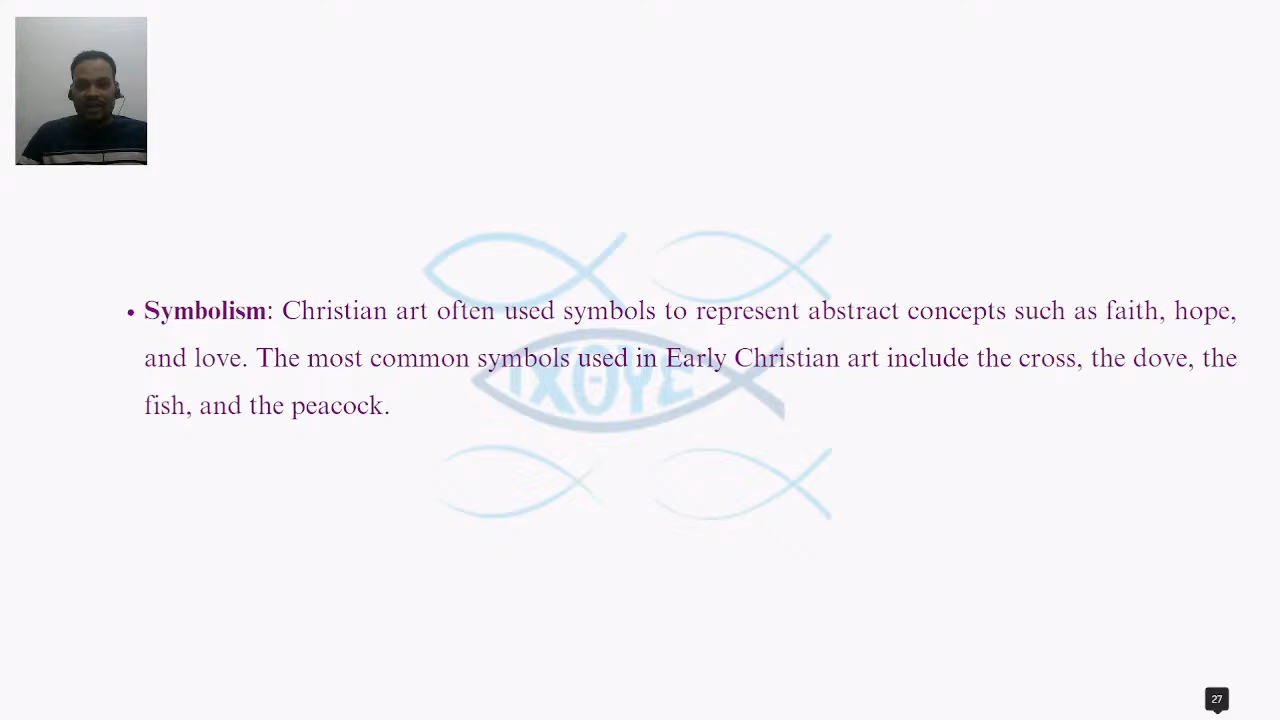 • Symbolism: Christian art often used symbols to represent abstract concepts such as faith, hope,
and love. The most common symbols used in Early Christian art include the cross, the dove, the
ΙΧΘΥΣ
fish, and the peacock.
27